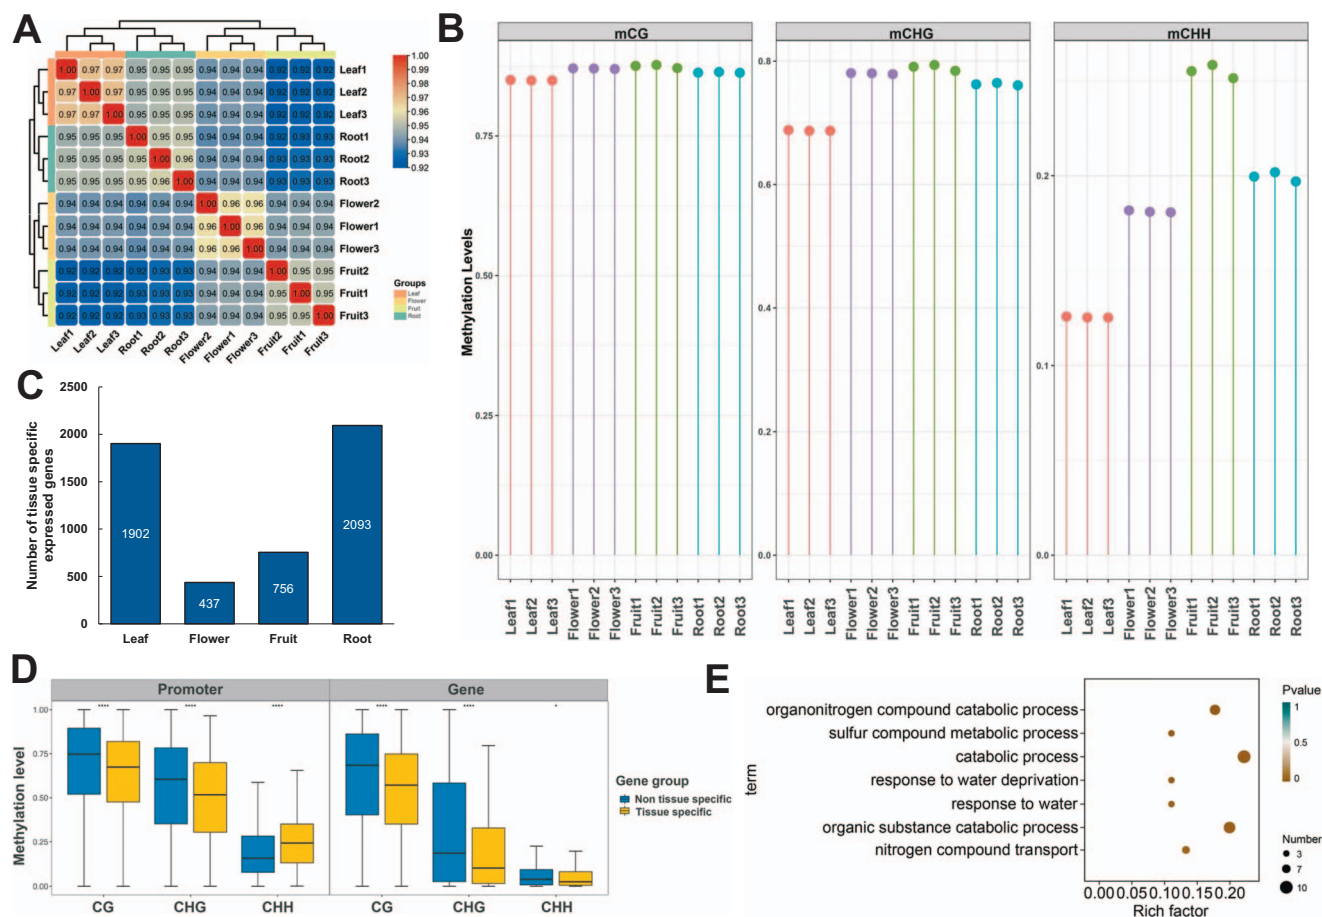 A
1.00 0.97 0.97 0.95 0.95 0.95 0.94 0.94 0.94 0.92 0.92 0.92 Leaf1
0.97 1.00 0.97 0.95 0.95 0.95 0.94 0.94 0.94 0.92 0.92 0.92 Leaf2
0.97 0.97 1.00 0.95 0.95 0.95 0.94 0.94 0.94 0.92 0.92 0.92 Leaf3
0.95 0.95 0.95 1.00 0.95 0.95 0.94 0.94 0.94 0.92 0.93 0.93 Root1
0.95 0.95 0.95 0.95 1.00 0.96 0.94 0.94 0.94 0.93 0.93 0.93 Root2
0.95 0.95 0.95 0.95 0.96 1.00 0.94 0.94 0.94 0.93 0.93 0.93 Root3
0.94 0.94 0.94 0.94 0.94 0.94 1.00 0.96 0.96 0.94 0.94 0.94 Flower2
0.94 0.94 0.94 0.94 0.94 0.94 0.96 1.00 0.96 0.94 0.94 0.94 Flower1
0.94 0.94 0.94 0.94 0.94 0.94 0.96 0.96 1.00 0.94 0.94 0.94 Flower3
0.92 0.92 0.92 0.92 0.93 0.93 0.94 0.94 0.94 1.00 0.95 0.95 Fruit2
0.92 0.92 0.92 0.93 0.93 0.93 0.94 0.94 0.94 0.95 1.00 0.95 Fruit1
0.92 0.92 0.92 0.93 0.93 0.93 0.94 0.94 0.94 0.95 0.95 1.00 Fruit3
Leaf1 Leaf2 Leaf3 Root1 Root2 Root3 Flower2 Flower1 Flower3 Fruit2 Fruit1 Fruit3
1.00
0.99
0.98
0.97
0.96
0.95
0.94
0.93
0.92
Groups
Leaf
Flower
Fruit
Root
B
Methylation Levels
mCG
0.75
0.50
0.25
0.00
Leaf1 Leaf2 Leaf3 Flower1 Flower2 Flower3 Fruit1 Fruit2 Fruit3 Root1 Root2 Root3
mCHG
0.8
0.6
0.4
0.2
0.0
Leaf1 Leaf2 Leaf3 Flower1 Flower2 Flower3 Fruit1 Fruit2 Fruit3 Root1 Root2 Root3
mCHH
0.2
0.1
0.0
Leaf1 Leaf2 Leaf3 Flower1 Flower2 Flower3 Fruit1 Fruit2 Fruit3 Root1 Root2 Root3
C
Number of tissue specific
expressed genes
2500
2000
1500
1000
500
0
1902
437
756
2093
Leaf Flower Fruit Root
D
Methylation level
Promoter Gene
1.00
0.75
0.50
0.25
0.00
**** **** **** **** **** *
CG CHG CHH CG CHG CHH
Gene group
Non tissue specific
Tissue specific
E
term
organonitrogen compound catabolic process
sulfur compound metabolic process
catabolic process
response to water deprivation
response to water
organic substance catabolic process
nitrogen compound transport
0.00 0.05 0.10 0.15 0.20
Rich factor
Pvalue
1
0.5
0
Number
3
7
10